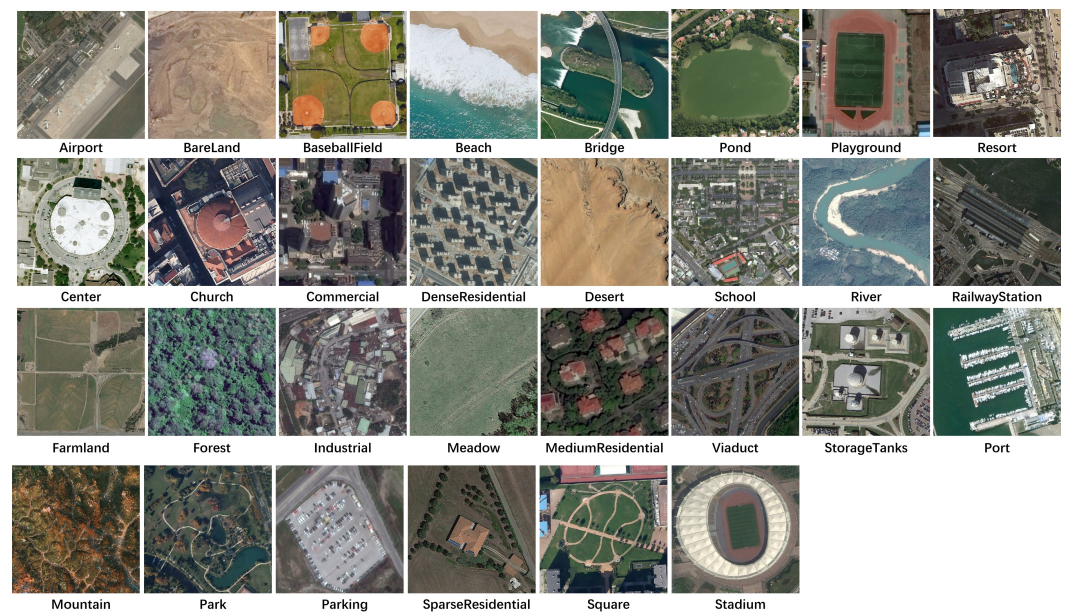 Airport BareLand BaseballField Beach Bridge Pond Playground Resort
Center Church Commercial DenseResidential Desert School River RailwayStation
Farmland Forest Industrial Meadow MediumResidential Viaduct StorageTanks Port
Mountain Park Parking SparseResidential Square Stadium